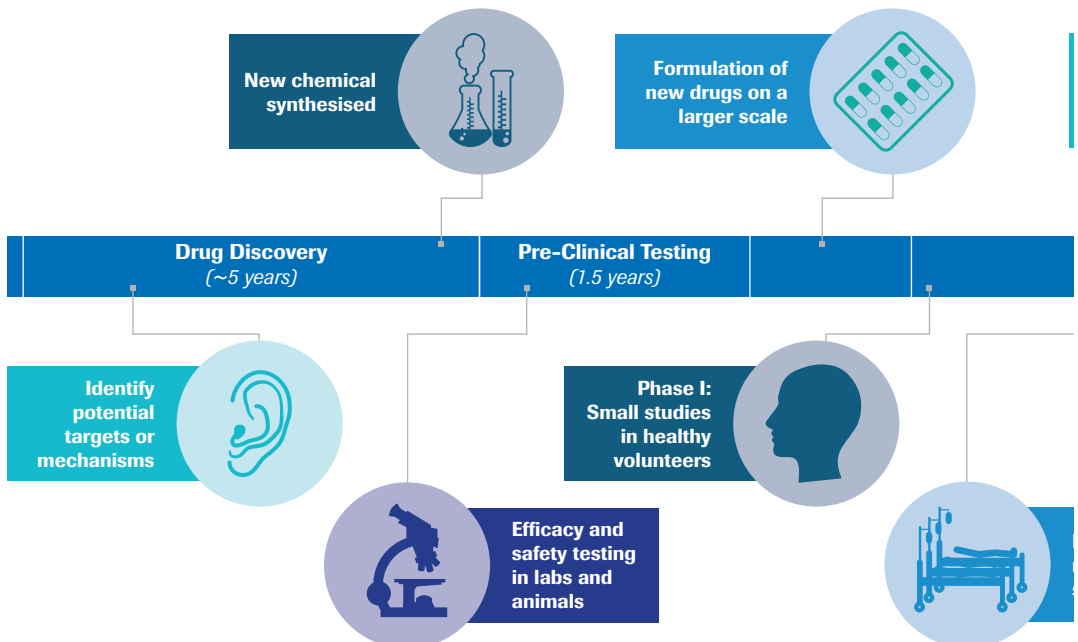 New chemical
synthesised
Formulation of
new drugs on a
larger scale
Drug Discovery
(~5 years)
Pre-Clinical Testing
(1.5 years)
Identify
potential
targets or
mechanisms
Phase I:
Small studies
in healthy
volunteers
Efficacy and
safety testing
in labs and
animals